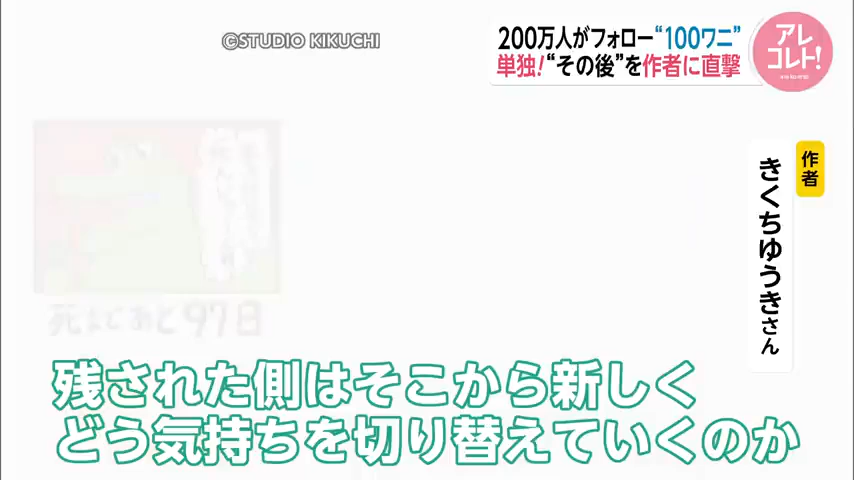 ©STUDIO KIKUCHI
200万人がフォロー“100ワニ”
単独!“その後”を作者に直撃
アレ
コレト!
作者
きくちゆうきさん
死まであと97日
残された側はそこから新しく
どう気持ちを切り替えていくのか